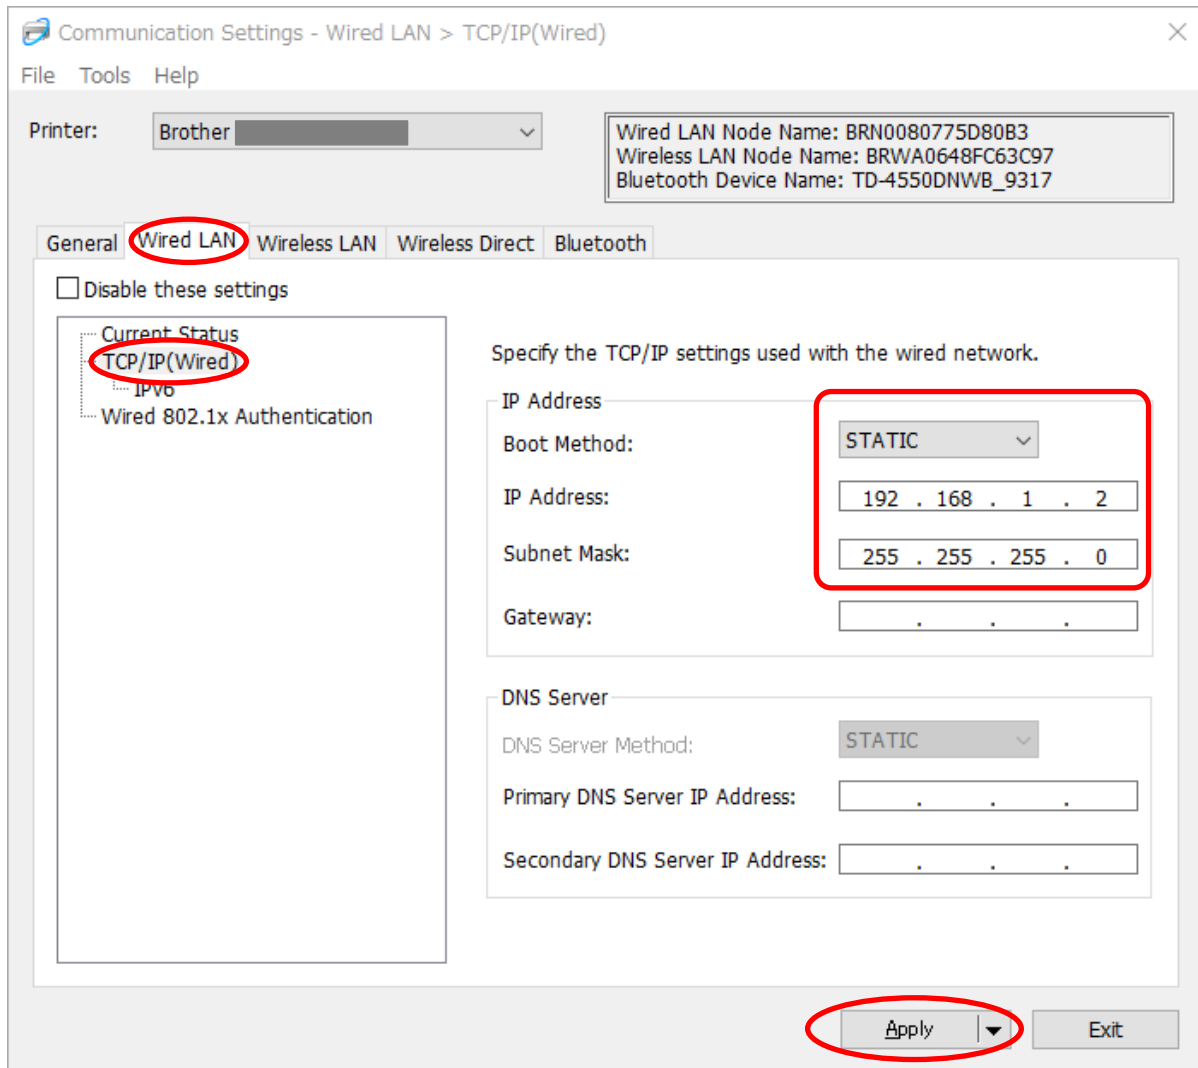 Communication Settings - Wired LAN > TCP/IP(Wired)
File Tools Help
Printer: Brother
Wired LAN Node Name: BRN0080775D80B3
Wireless LAN Node Name: BRWA0648FC63C97
Bluetooth Device Name: TD-4550DNWB_9317
General Wired LAN Wireless LAN Wireless Direct Bluetooth
Disable these settings
Current Status
TCP/IP(Wired)
IPv6
Wired 802.1x Authentication
Specify the TCP/IP settings used with the wired network.
IP Address
Boot Method: STATIC
IP Address: 192 . 168 . 1 . 2
Subnet Mask: 255 . 255 . 255 . 0
Gateway: . . .
DNS Server
DNS Server Method: STATIC
Primary DNS Server IP Address: . . .
Secondary DNS Server IP Address: . . .
Apply Exit